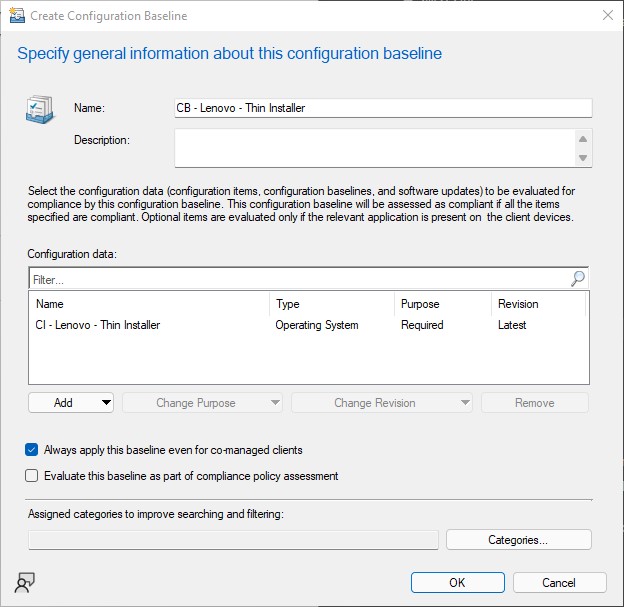 Create Configuration Baseline
Specify general information about this configuration baseline
Name:
CB - Lenovo - Thin Installer
Description:
Select the configuration data (configuration items, configuration baselines, and software updates) to be evaluated for
compliance by this configuration baseline. This configuration baseline will be assessed as compliant if all the items
specified are compliant. Optional items are evaluated only if the relevant application is present on the client devices.
Configuration data:
Filter...
Name Type Purpose Revision
CI - Lenovo - Thin Installer Operating System Required Latest
Add Change Purpose Change Revision Remove
Always apply this baseline even for co-managed clients
Evaluate this baseline as part of compliance policy assessment
Assigned categories to improve searching and filtering:
Categories...
OK Cancel